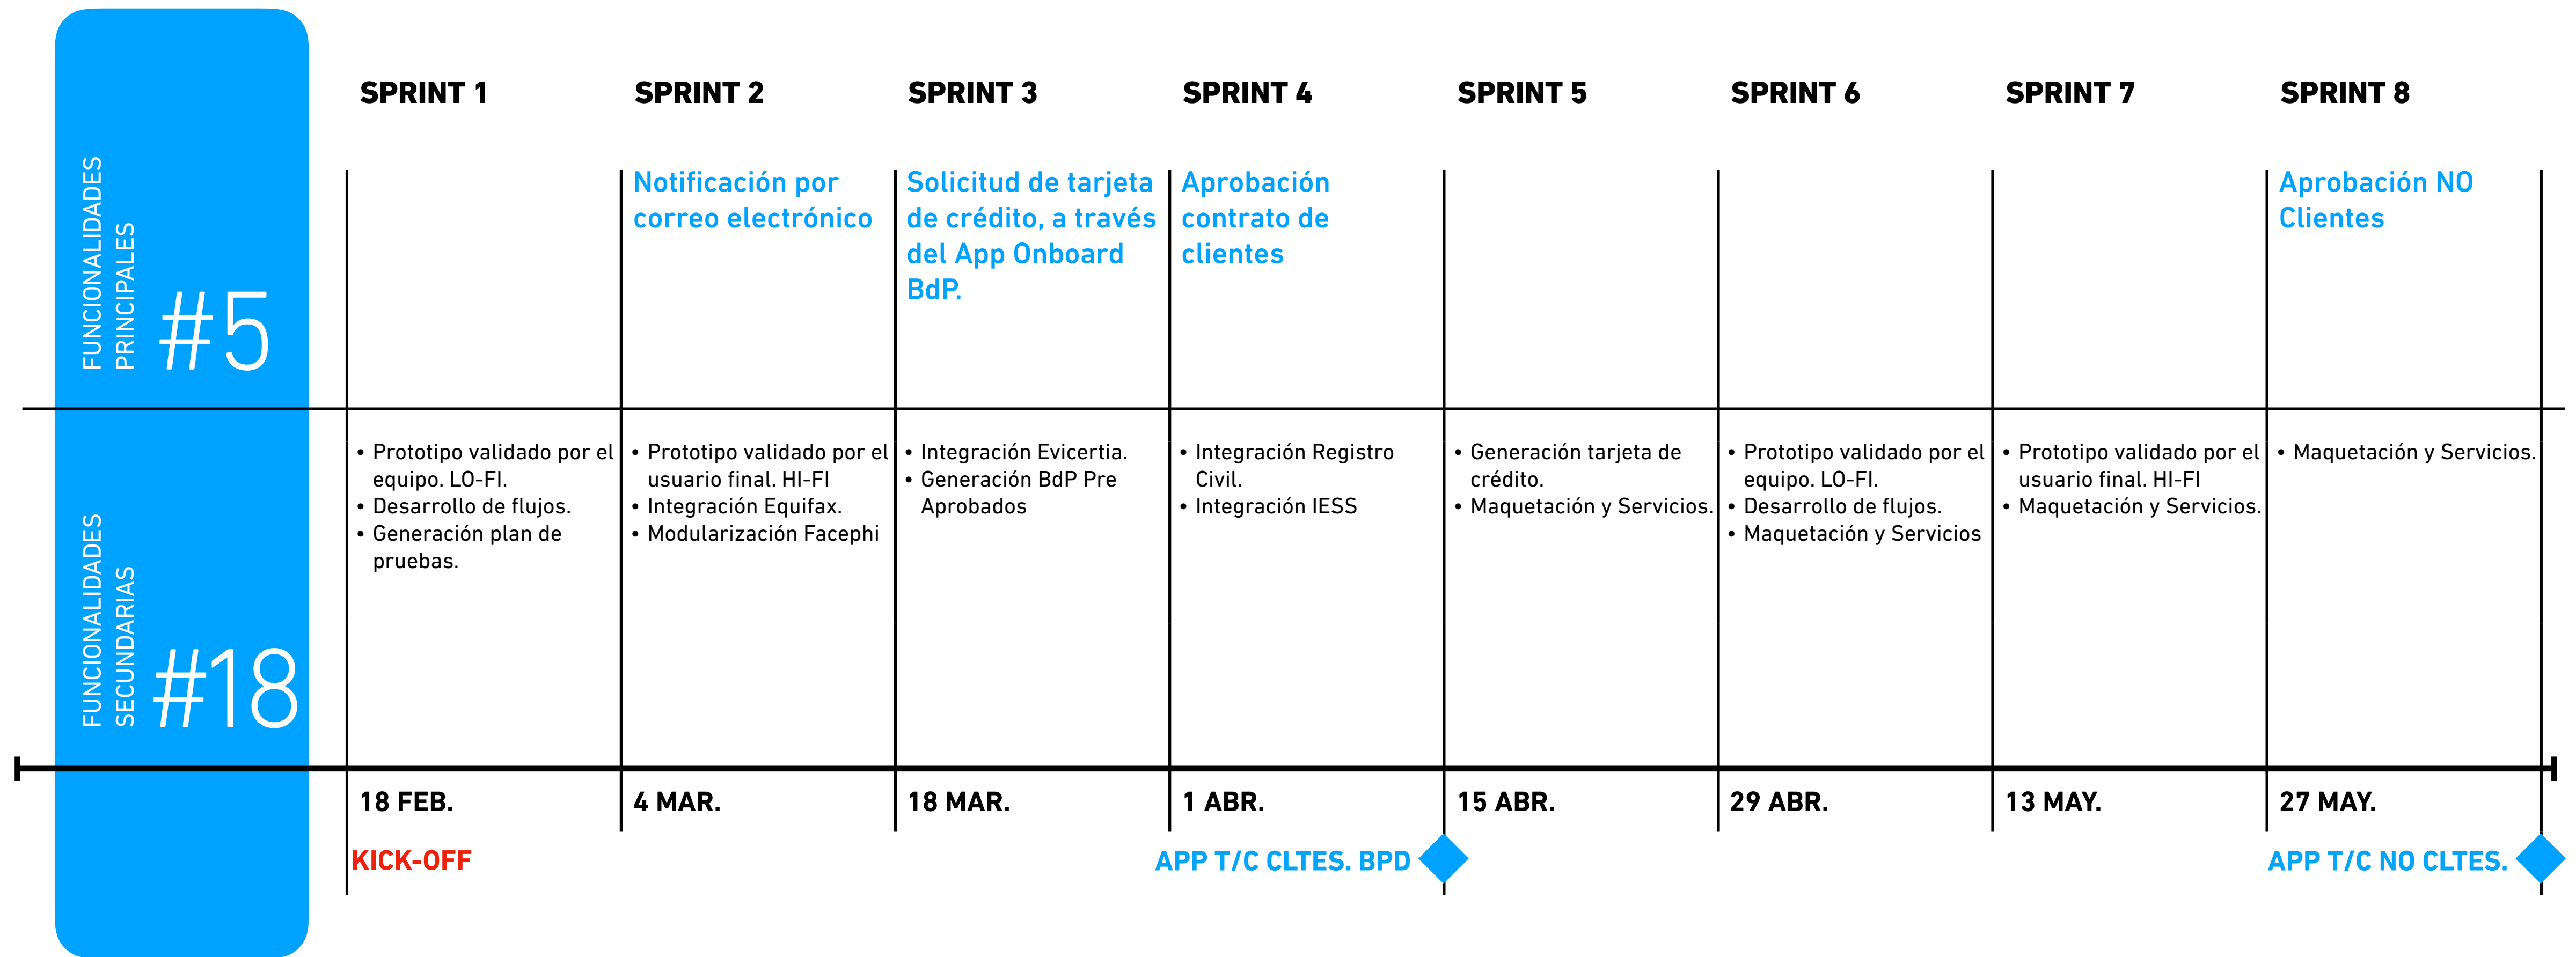 SPRINT 1
SPRINT 2
SPRINT 3
SPRINT 4
SPRINT 5
SPRINT 6
SPRINT 7
SPRINT 8
FUNCIONALIDADES
PRINCIPALES
#5
Notificación por
correo electrónico
Solicitud de tarjeta
de crédito, a través
del App Onboard
BdP.
Aprobación
contrato de
clientes
Aprobación NO
Clientes
FUNCIONALIDADES
SECUNDARIAS
#18
• Prototipo validado por el
equipo. LO-FI.
• Desarrollo de flujos.
• Generación plan de
pruebas.
• Prototipo validado por el
usuario final. HI-FI
• Integración Equifax.
• Modularización Facephi
• Integración Evicertia.
• Generación BdP Pre
Aprobados
• Integración Registro
Civil.
• Integración IESS
• Generación tarjeta de
crédito.
• Maquetación y Servicios.
• Prototipo validado por el
equipo. LO-FI.
• Desarrollo de flujos.
• Maquetación y Servicios
• Prototipo validado por el
usuario final. HI-FI
• Maquetación y Servicios.
• Maquetación y Servicios.
18 FEB.
4 MAR.
18 MAR.
1 ABR.
15 ABR.
29 ABR.
13 MAY.
27 MAY.
KICK-OFF
APP T/C CLTES. BPD
APP T/C NO CLTES.